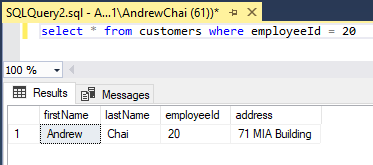 SQLQuery2.sql - A...1\AndrewChai (61))*
select * from customers where employeeId = 20
100 %
Results Messages
firstName lastName employeeId address
1 Andrew Chai 20 71 MIA Building